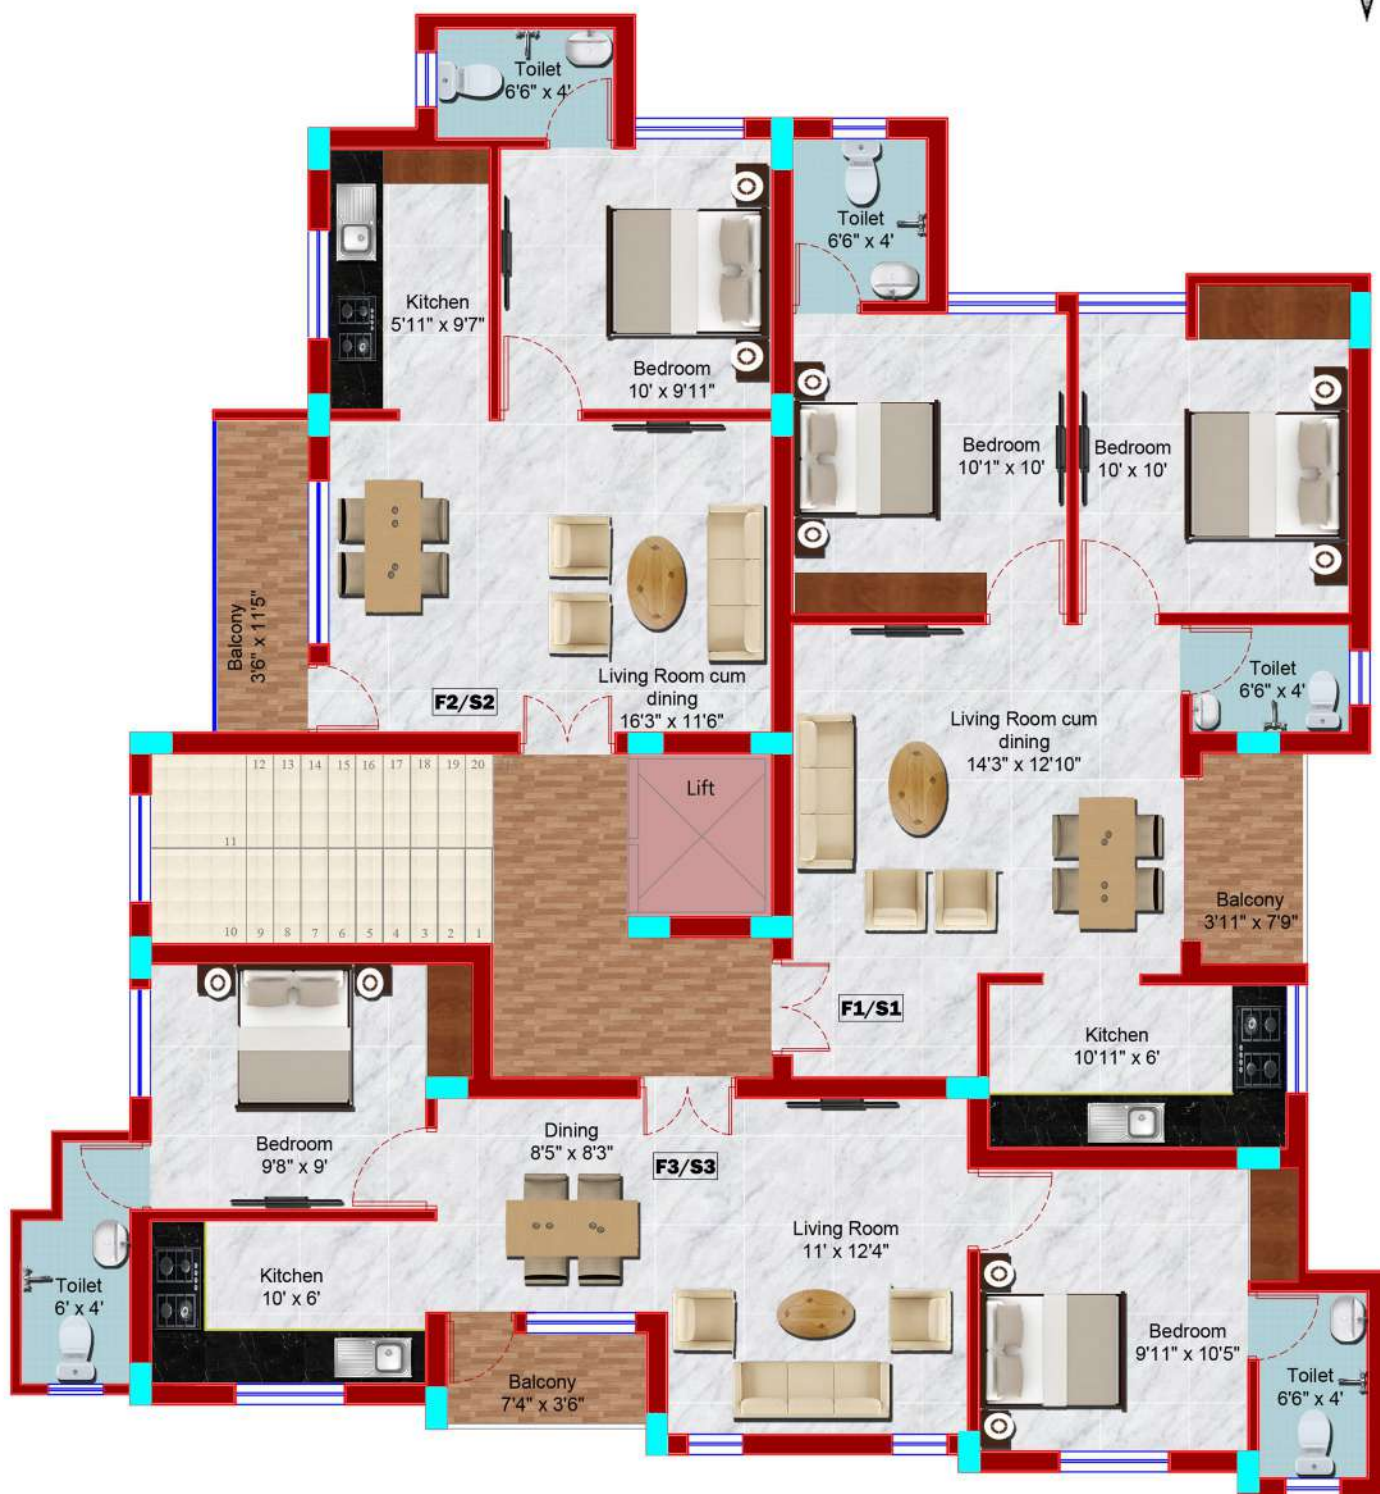 Toilet
6'6" x 4'
Toilet
6'6" x 4'
Kitchen
5'11" x 9'7"
Bedroom
10' x 9'11"
Bedroom
10'1" x 10'
Bedroom
10' x 10'
Balcony
3'6" x 11'5"
F2/S2
Living Room cum
dining
16'3" x 11'6"
Toilet
6'6" x 4'
Living Room cum
dining
14'3" x 12'10"
12 13 14 15 16 17 18 19 20
Lift
11
10 9 8 7 6 5 4 3 2 1
Balcony
3'11" x 7'9"
F1/S1
Kitchen
10'11" x 6'
Bedroom
9'8" x 9'
Dining
8'5" x 8'3"
F3/S3
Living Room
11' x 12'4"
Toilet
6' x 4'
Kitchen
10' x 6'
Balcony
7'4" x 3'6"
Bedroom
9'11" x 10'5"
Toilet
6'6" x 4'